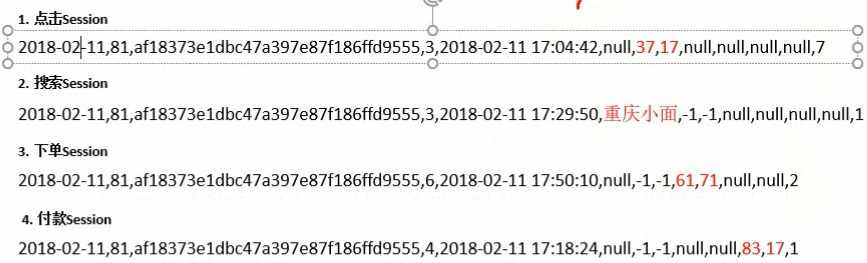 1. 点击Session
2018-02-11,81,af18373e1dbc47a397e87f186ffd9555,3,2018-02-11 17:04:42,null,37,17,null,null,null,null,7
2. 搜索Session
2018-02-11,81,af18373e1dbc47a397e87f186ffd9555,3,2018-02-11 17:29:50,重庆小面,-1,-1,null,null,null,null,1
3. 下单Session
2018-02-11,81,af18373e1dbc47a397e87f186ffd9555,6,2018-02-11 17:50:10,null,-1,-1,61,71,null,null,2
4. 付款Session
2018-02-11,81,af18373e1dbc47a397e87f186ffd9555,4,2018-02-11 17:18:24,null,-1,-1,null,null,83,17,1